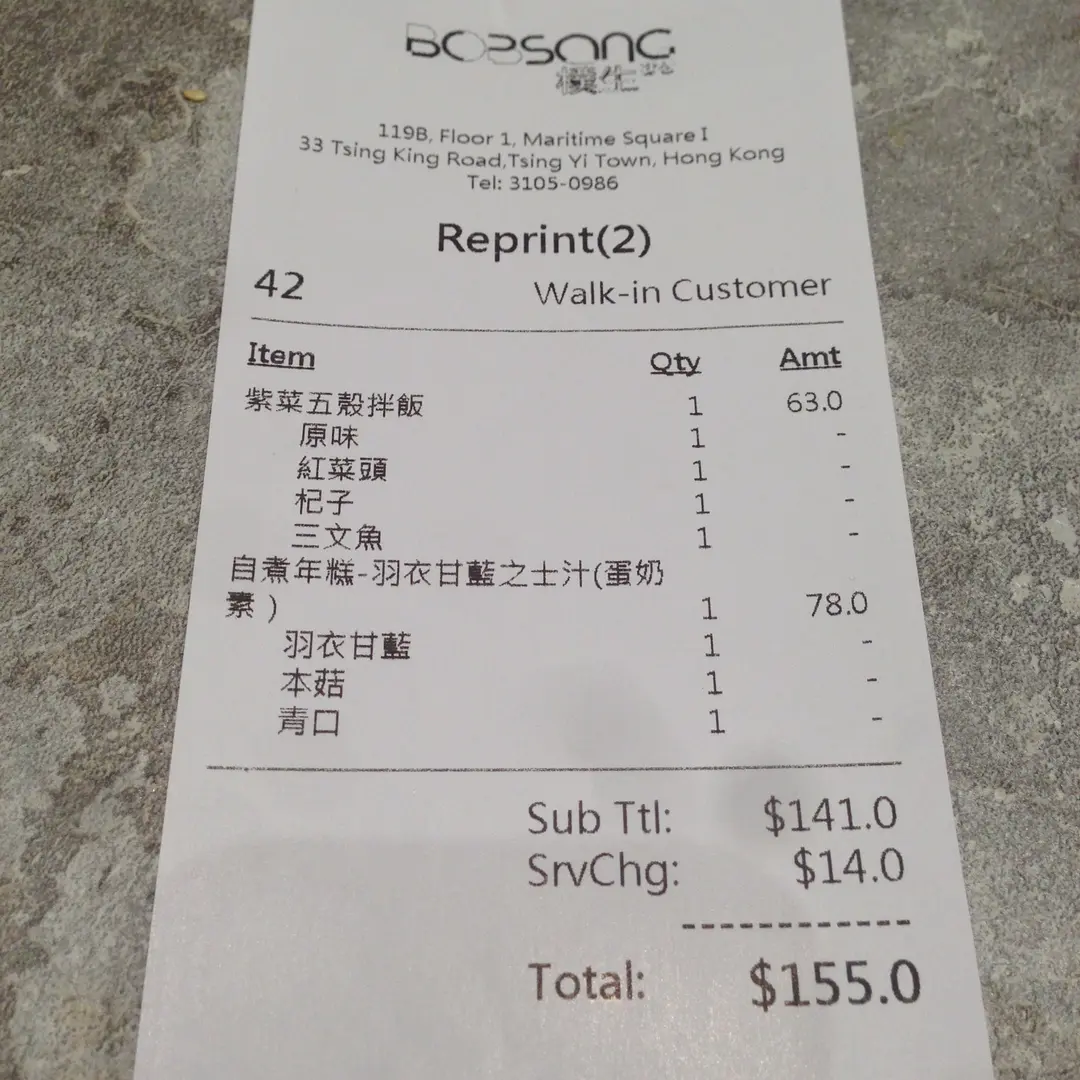 BOBSANG
樸生
119B, Floor 1, Maritime Square I
33 Tsing King Road,Tsing Yi Town, Hong Kong
Tel: 3105-0986
Reprint(2)
42 Walk-in Customer
Item Qty Amt
紫菜五殼拌飯 1 63.0
原味 1 -
紅菜頭 1 -
杞子 1 -
三文魚 1 -
自煮年糕-羽衣甘藍之士汁(蛋奶
素 ) 1 78.0
羽衣甘藍 1 -
本菇 1 -
青口 1 -
Sub Ttl: $141.0
SrvChg: $14.0
------------
Total: $155.0